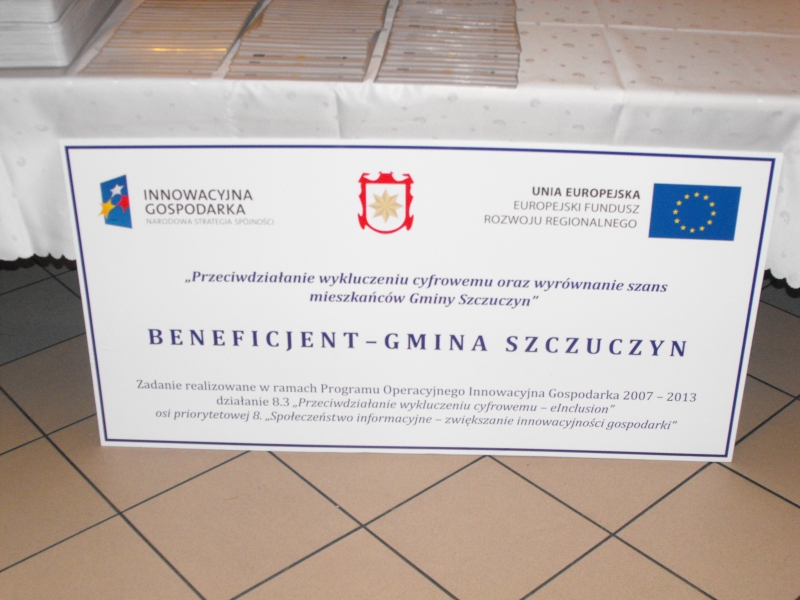 INNOWACYJNA
GOSPODARKA
NARODOWA STRATEGIA SPÓJNOŚCI
UNIA EUROPEJSKA
EUROPEJSKI FUNDUSZ
ROZWOJU REGIONALNEGO
„Przeciwdziałanie wykluczeniu cyfrowemu oraz wyrównanie szans
mieszkańców Gminy Szczuczyn”
BENEFICJENT–GMINA SZCZUCZYN
Zadanie realizowane w ramach Programu Operacyjnego Innowacyjna Gospodarka 2007 – 2013
działanie 8.3 „Przeciwdziałanie wykluczeniu cyfrowemu – eInclusion”
osi priorytetowej 8. „Społeczeństwo informacyjne – zwiększanie innowacyjności gospodarki”